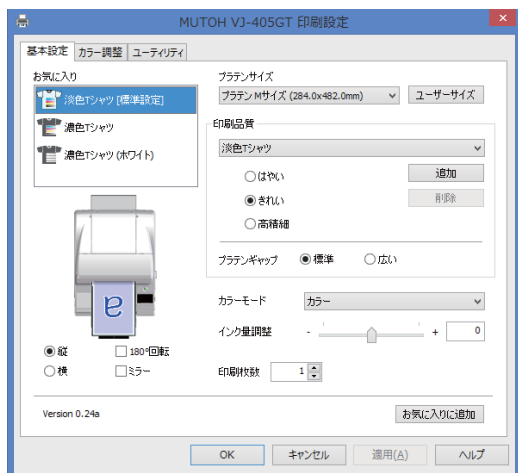 MUTOH VJ-405GT 印刷設定
基本設定 カラー調整 ユーティリティ
お気に入り
淡色Tシャツ [標準設定]
濃色Tシャツ
濃色Tシャツ (ホワイト)
a
縦 180°回転
横 ミラー
プラテンサイズ
プラテン Mサイズ (284.0x482.0mm) ユーザーサイズ
印刷品質
淡色Tシャツ
はやい 追加
きれい 削除
高精細
プラテンギャップ 標準 広い
カラーモード カラー
インク量調整 - + 0
印刷枚数 1
Version 0.24a お気に入りに追加
OK キャンセル 適用(A) ヘルプ